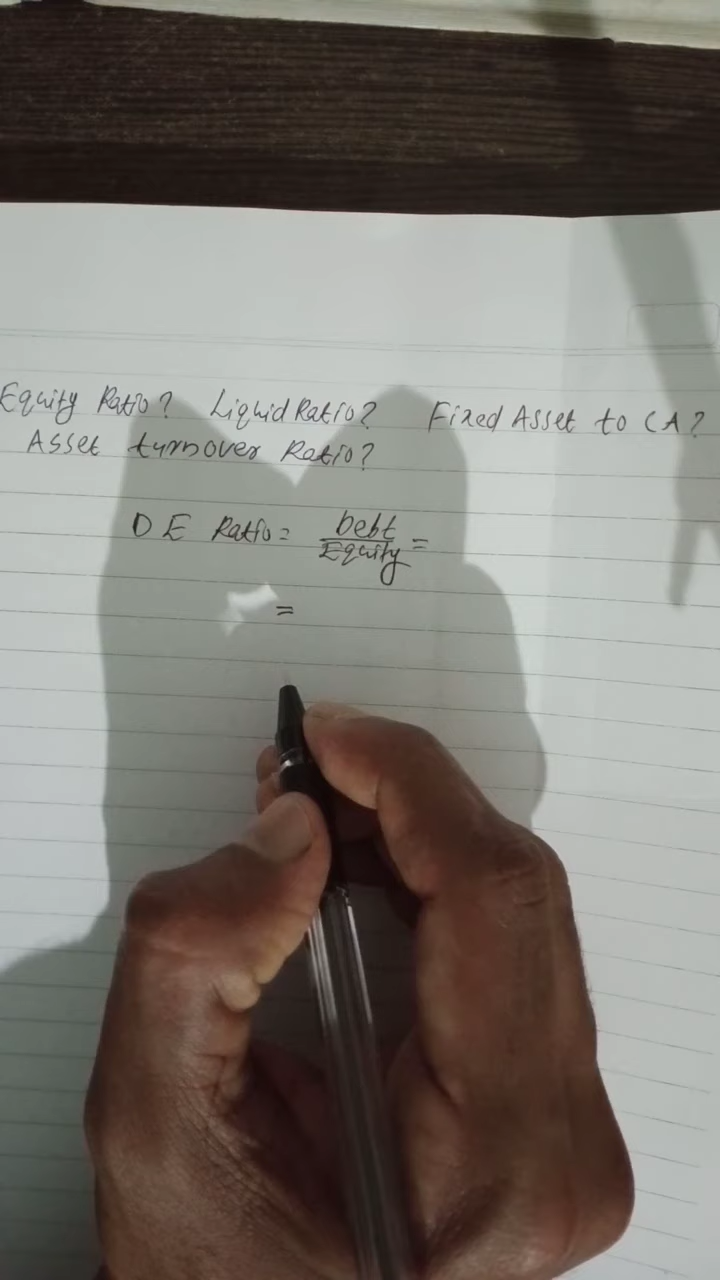 Equity Ratio? Liquid Ratio? Fixed Asset to CA?
Asset turnover Ratio?
DE Ratio = Debt
Equity =
=